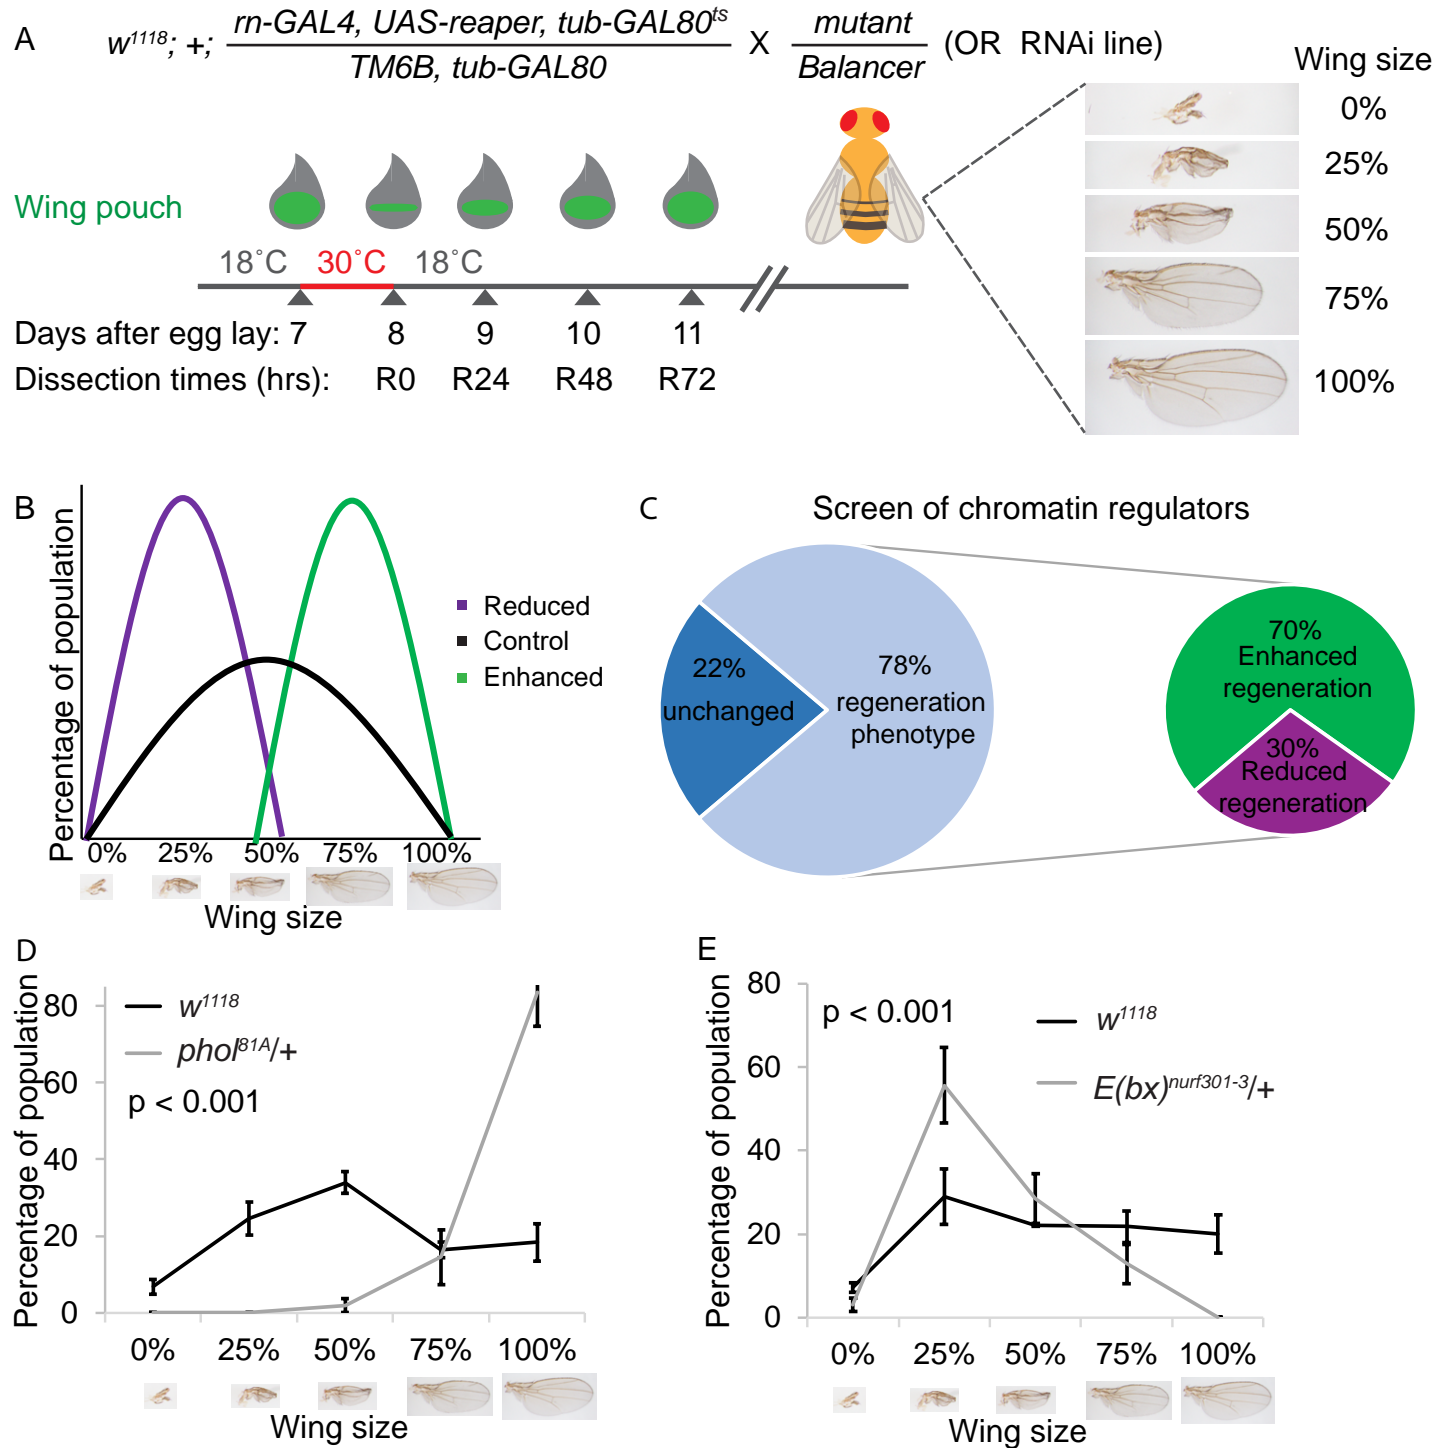 A
w1118; +; rn-GAL4, UAS-reaper, tub-GAL80ts X mutant (OR RNAi line)
TM6B, tub-GAL80 Balancer
Wing size
0%
25%
50%
75%
100%
Wing pouch
18˚C 30˚C 18˚C
Days after egg lay: 7 8 9 10 11
Dissection times (hrs): R0 R24 R48 R72
B
Percentage of population
Reduced
Control
Enhanced
0% 25% 50% 75% 100%
Wing size
C
Screen of chromatin regulators
22%
unchanged
78%
regeneration
phenotype
70%
Enhanced
regeneration
30%
Reduced
regeneration
D
Percentage of population
80
60
40
20
0
w1118
phol81A/+
p < 0.001
0% 25% 50% 75% 100%
Wing size
E
Percentage of population
80
60
40
20
0
p < 0.001
w1118
E(bx)nurf301-3/+
0% 25% 50% 75% 100%
Wing size